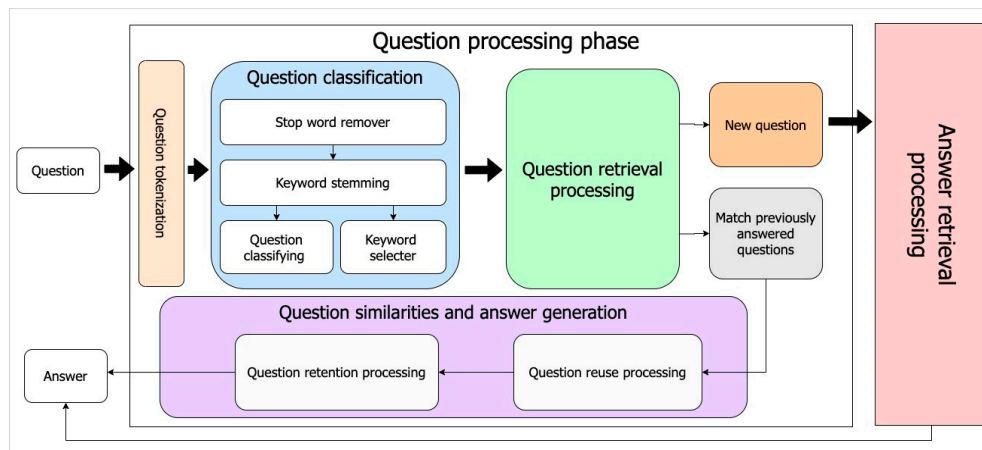 Question processing phase
Question
Question tokenization
Question classification
Stop word remover
Keyword stemming
Question
classifying
Keyword
selecter
Question retrieval
processing
New question
Match previously
answered
questions
Answer retrieval
processing
Question similarities and answer generation
Question reuse processing
Question retention processing
Answer